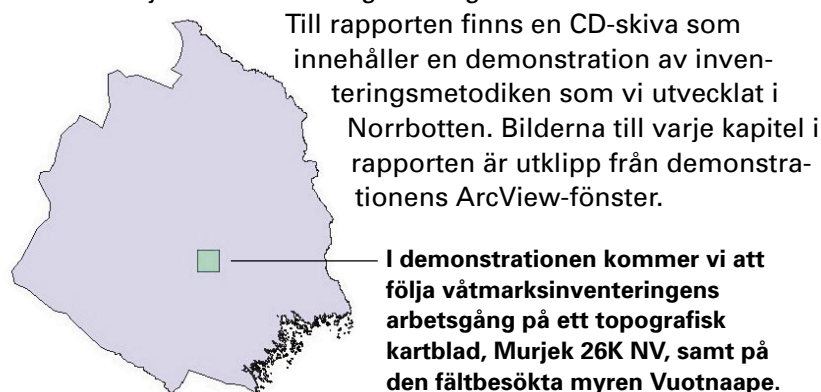 Till rapporten finns en CD-skiva som
innehåller en demonstration av inven-
teringsmetodiken som vi utvecklat i
Norrbotten. Bilderna till varje kapitel i
rapporten är utklipp från demonstra-
tionens ArcView-fönster.
I demonstrationen kommer vi att
följa våtmarksinventeringens
arbetsgång på ett topografisk
kartblad, Murjek 26K NV, samt på
den fältbesökta myren Vuotnaape.